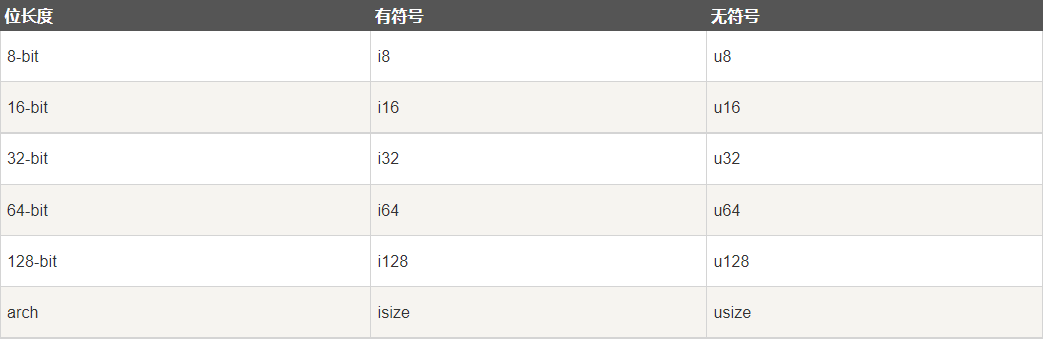 位长度 有符号 无符号
8-bit i8 u8
16-bit i16 u16
32-bit i32 u32
64-bit i64 u64
128-bit i128 u128
arch isize usize